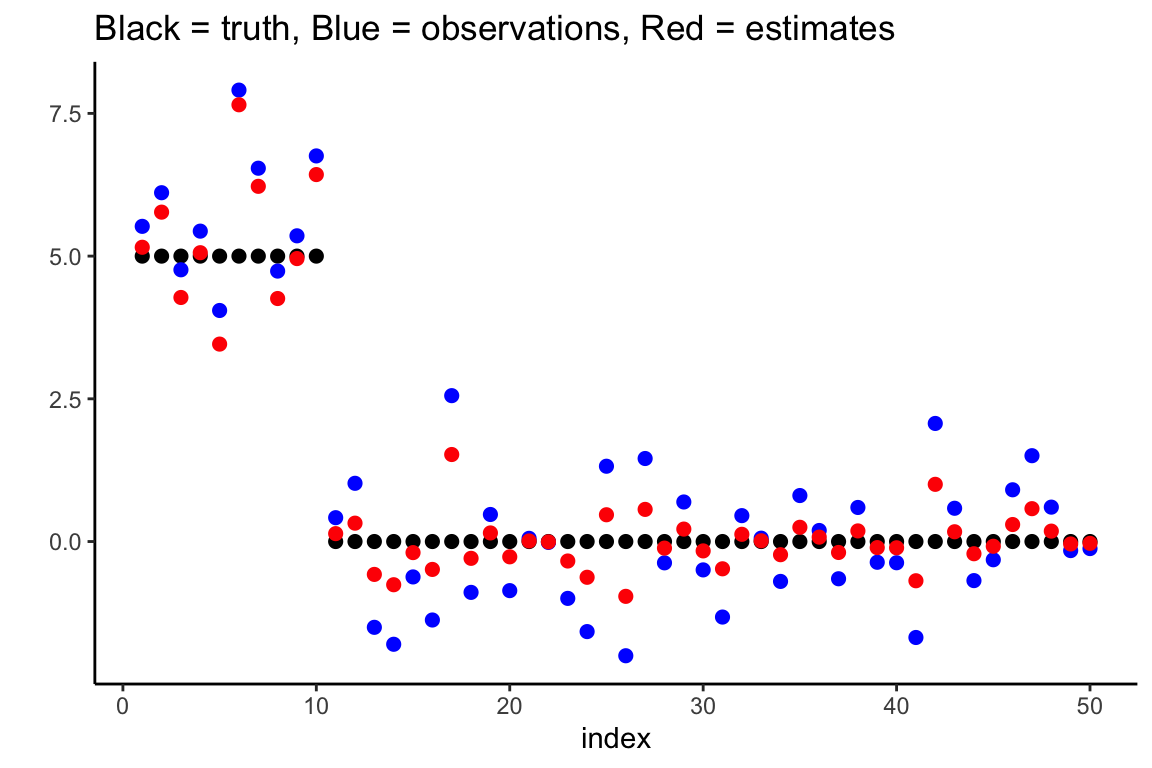 Black = truth, Blue = observations, Red = estimates
7.5
5.0
2.5
0.0
0 10 20 30 40 50
index